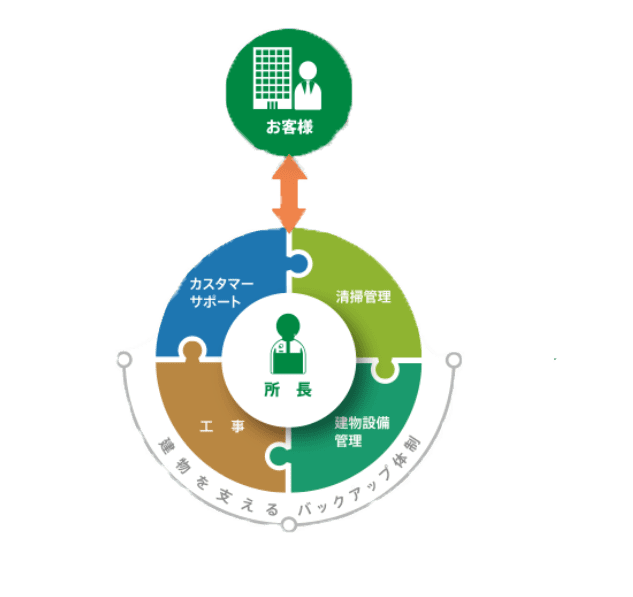 お客様
カスタマー
サポート
清掃管理
所 長
工 事
建物設備
管理
建物を支える バックアップ体制